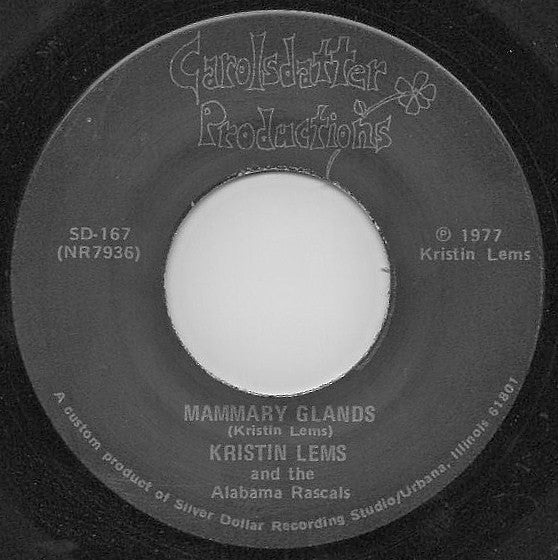 Carolsdatter
Productions
SD-167
(NR7936)
℗ 1977
Kristin Lems
MAMMARY GLANDS
(Kristin Lems)
KRISTIN LEMS
and the
Alabama Rascals
A custom product of Silver Dollar Recording Studio/Urbana, Illinois 61801